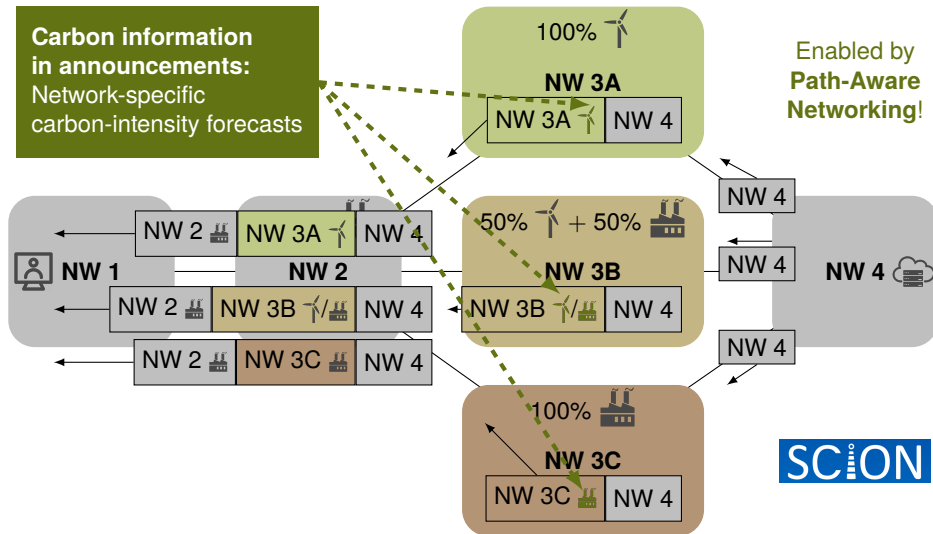 Carbon information
in announcements:
Network-specific
carbon-intensity forecasts
100%
NW 3A
NW 3A NW 4
Enabled by
Path-Aware
Networking!
NW 4
NW 2 NW 3A NW 4
50% + 50%
NW 1
NW 2
NW 3B
NW 4
NW 4
NW 2 NW 3B / NW 4
NW 3B / NW 4
NW 2 NW 3C NW 4
NW 4
100%
NW 3C
NW 3C NW 4
SCION